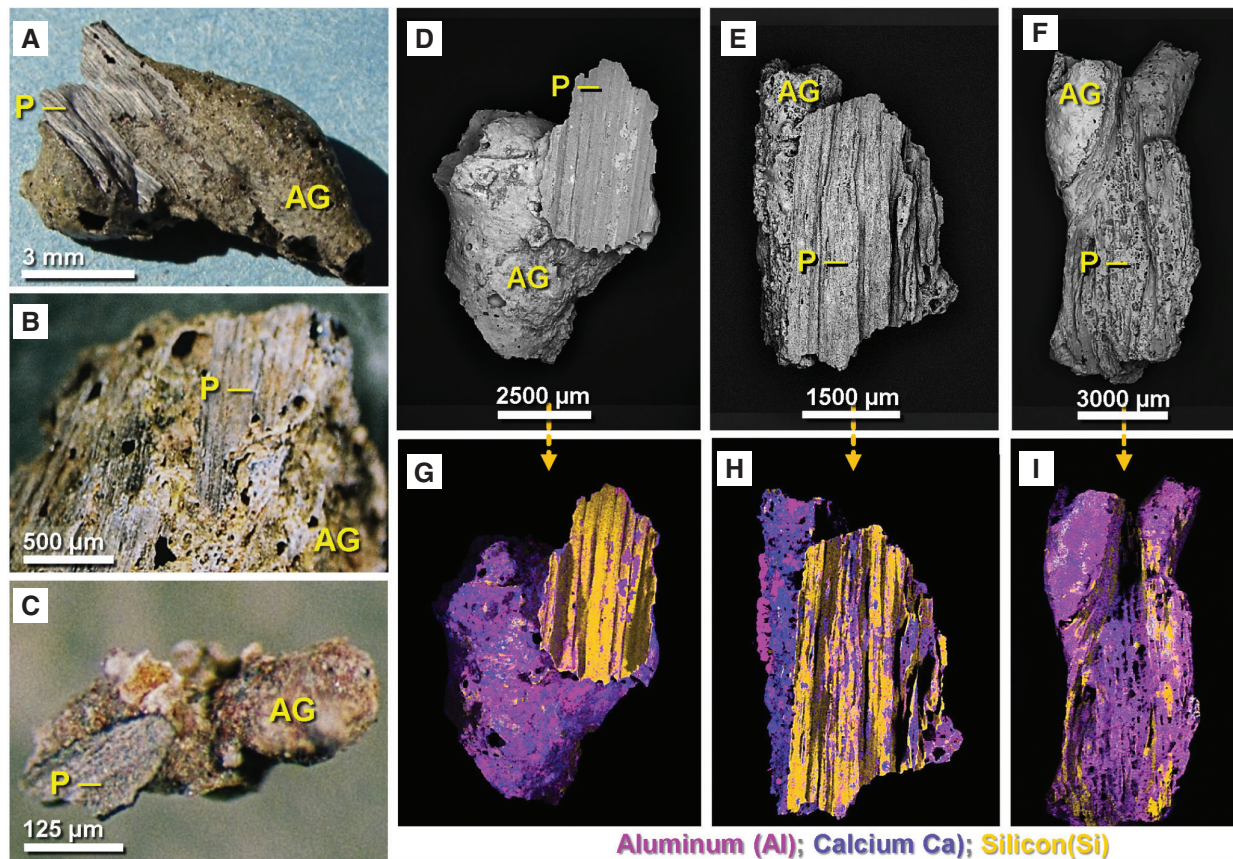 A
P
AG
3 mm
B
P
AG
500 µm
C
AG
P
125 µm
D
P
AG
2500 µm
E
AG
P
1500 µm
F
AG
P
3000 µm
G
H
I
Aluminum (Al); Calcium Ca); Silicon(Si)